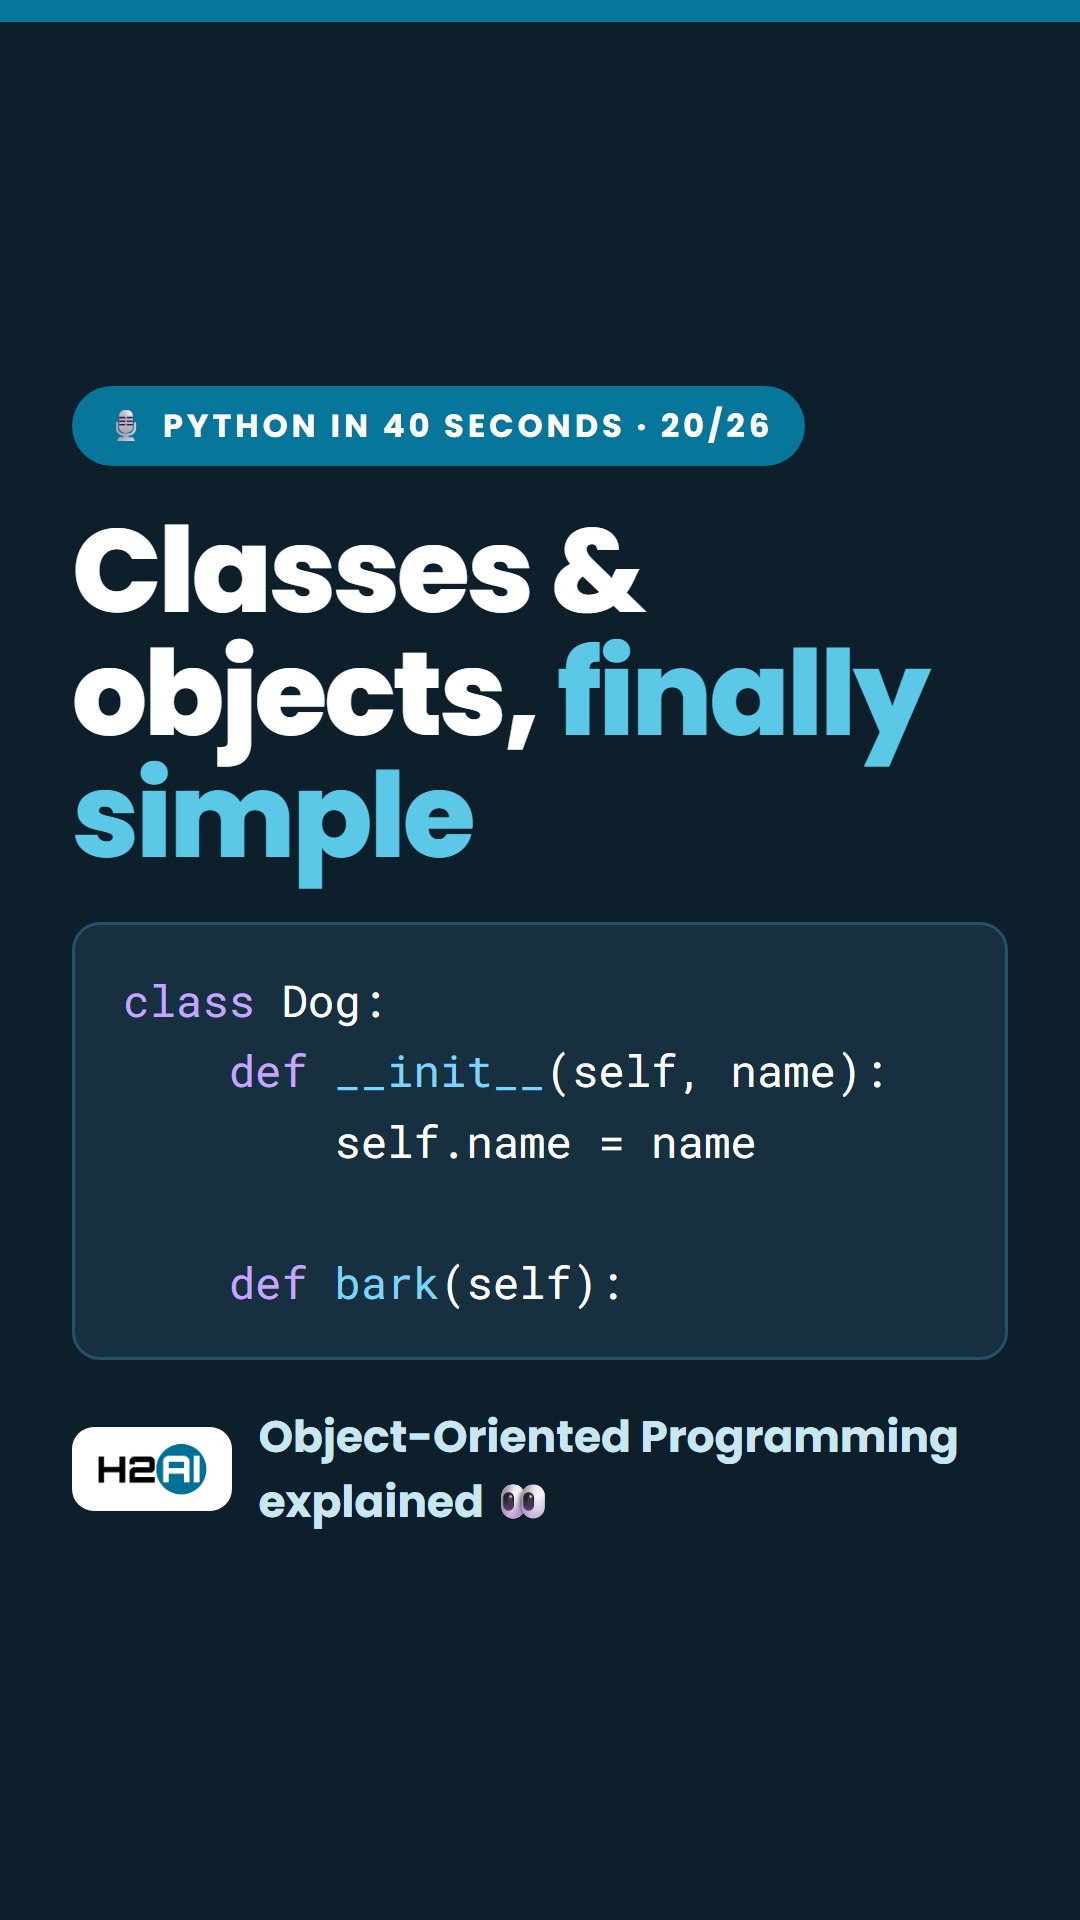 🎙️ PYTHON IN 40 SECONDS · 20/26
Classes &
objects, finally
simple
class Dog:
    def __init__(self, name):
        self.name = name

    def bark(self):
H2AI
Object-Oriented Programming
explained 👀